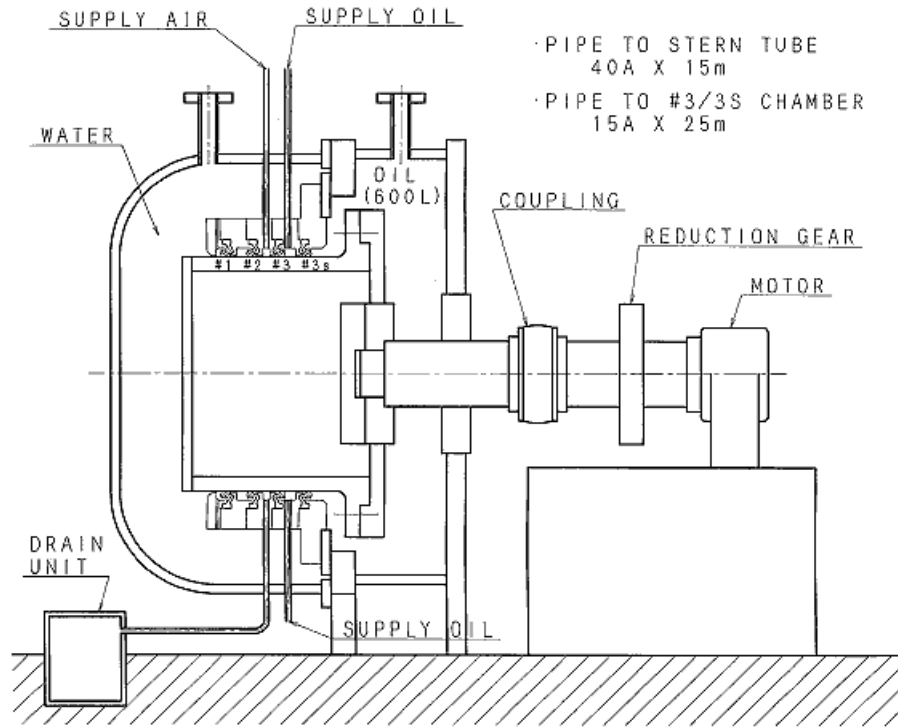 SUPPLY AIR
SUPPLY OIL
·PIPE TO STERN TUBE
40A X 15m
·PIPE TO #3/3S CHAMBER
15A X 25m
WATER
OIL
(600L)
COUPLING
REDUCTION GEAR
MOTOR
#1 #2 #3 #3s
DRAIN
UNIT
SUPPLY OIL